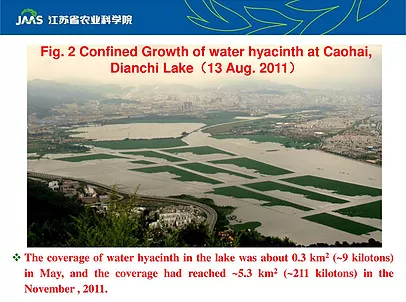 JAAS 江苏省农业科学院
Fig. 2 Confined Growth of water hyacinth at Caohai,
Dianchi Lake（13 Aug. 2011）
The coverage of water hyacinth in the lake was about 0.3 km² (~9 kilotons)
in May, and the coverage had reached ~5.3 km² (~211 kilotons) in the
November , 2011.